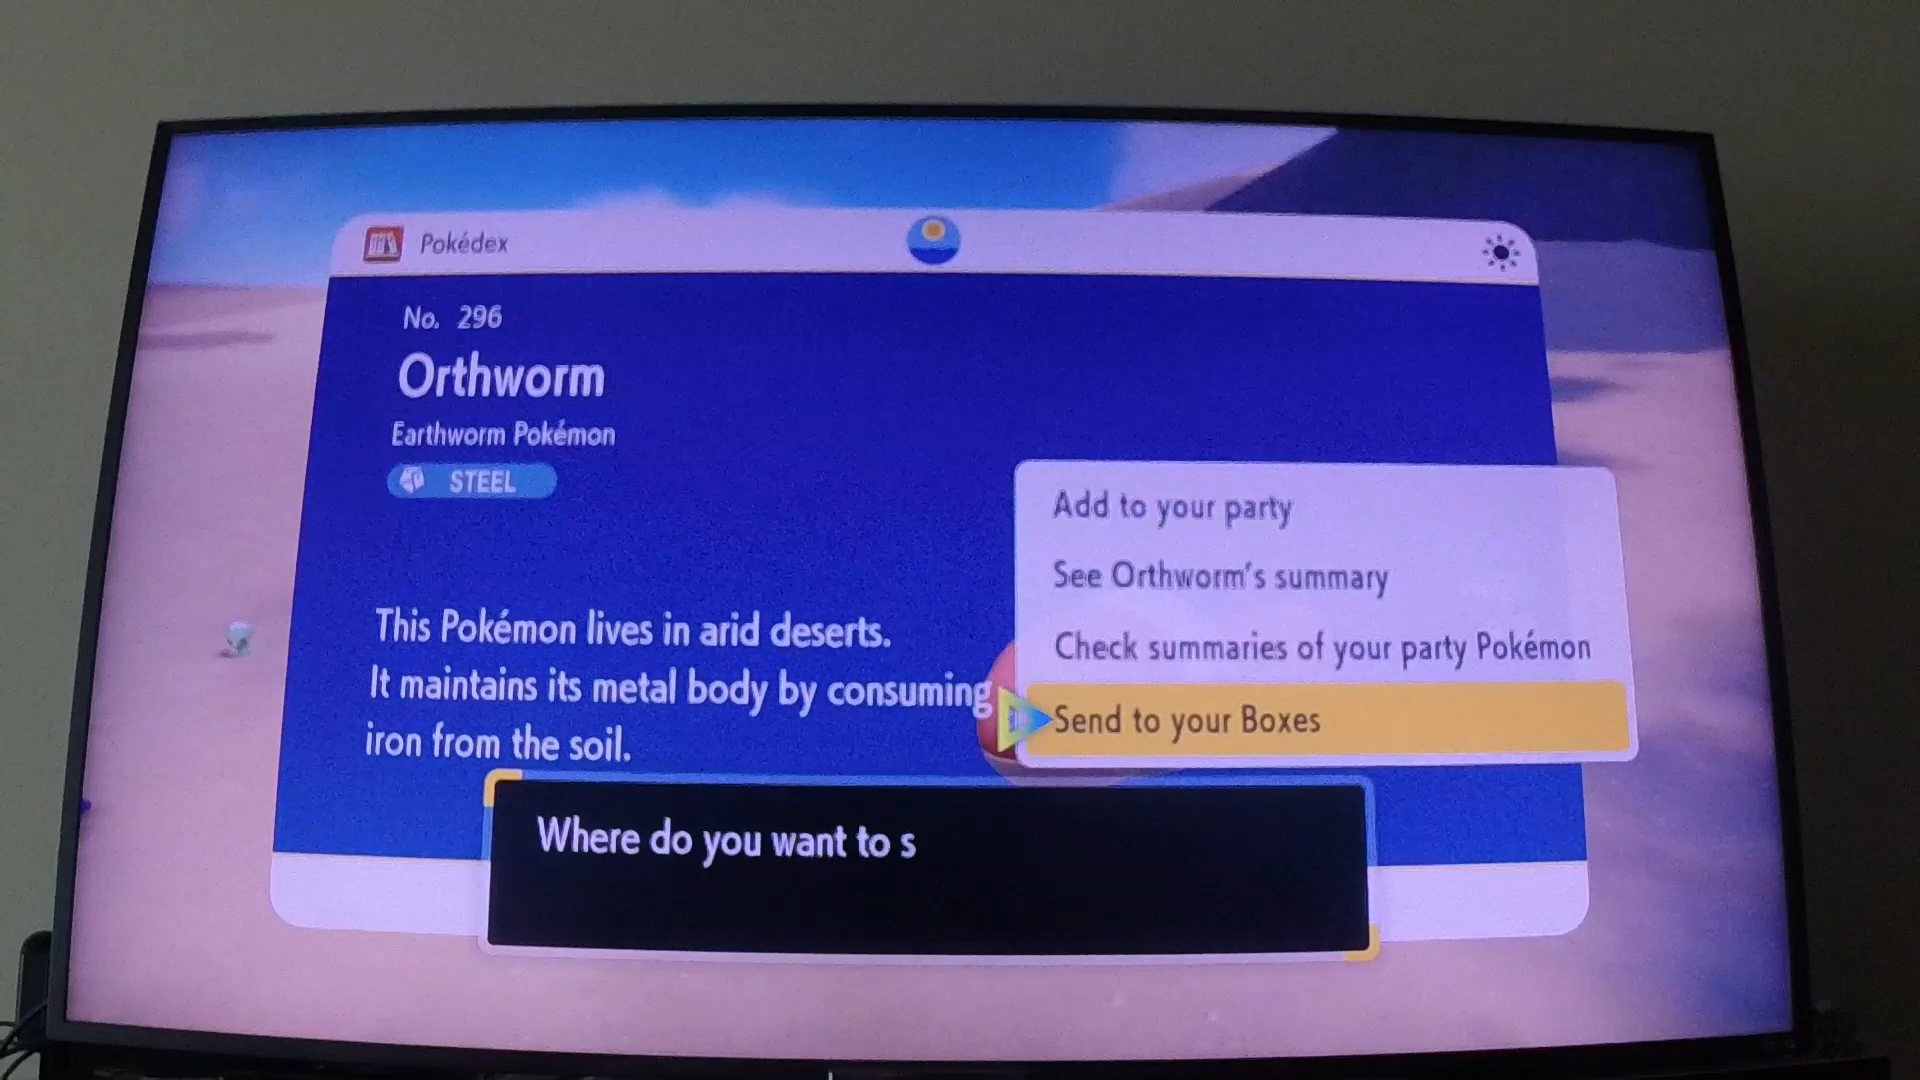 Pokédex
No. 296
Orthworm
Earthworm Pokémon
STEEL
Add to your party
See Orthworm's summary
Check summaries of your party Pokémon
Send to your Boxes
This Pokémon lives in arid deserts.
It maintains its metal body by consuming
iron from the soil.
Where do you want to s